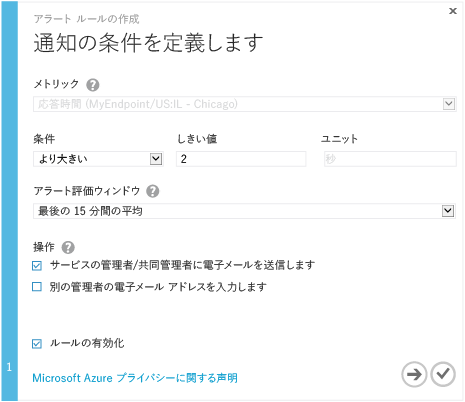 アラート ルールの作成
通知の条件を定義します
メトリック ?
応答時間 (MyEndpoint/US:IL - Chicago)
条件 しきい値 ユニット
より大きい 2 秒
アラート評価ウィンドウ ?
最後の 15 分間の平均
操作 ?
サービスの管理者/共同管理者に電子メールを送信します
別の管理者の電子メール アドレスを入力します
ルールの有効化
1
Microsoft Azure プライバシーに関する声明